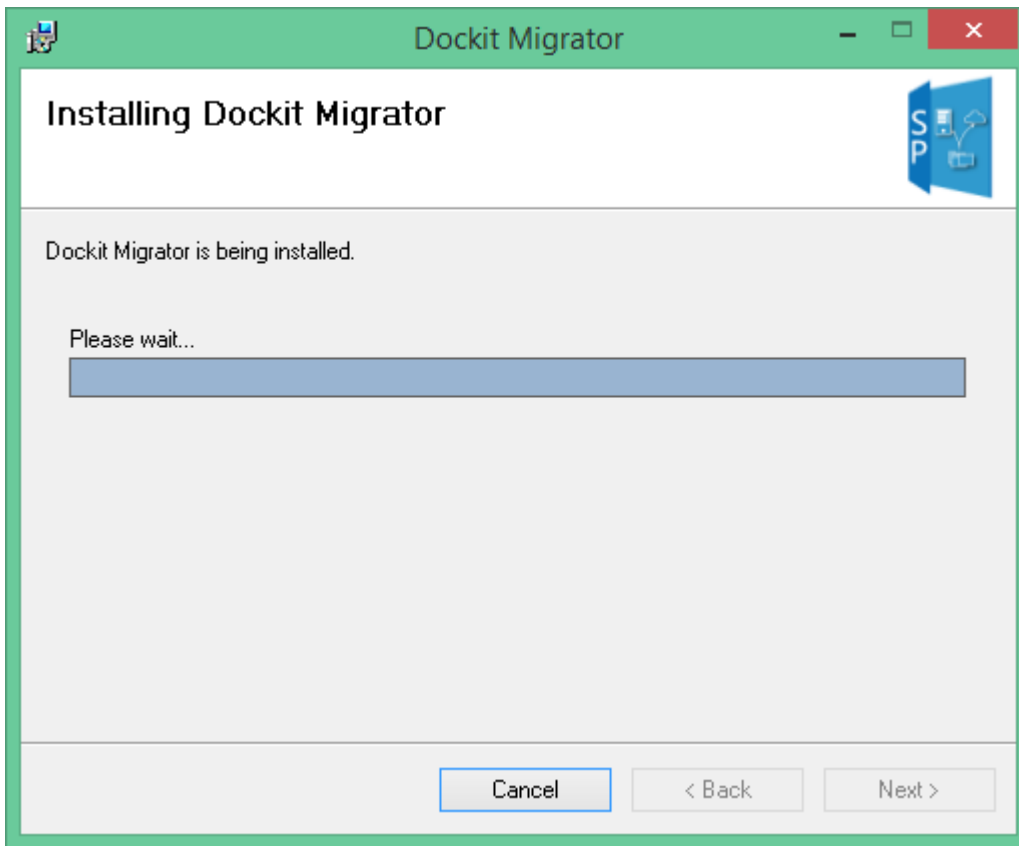 Dockit Migrator
Installing Dockit Migrator
S
P
Dockit Migrator is being installed.
Please wait...
Cancel
< Back
Next >